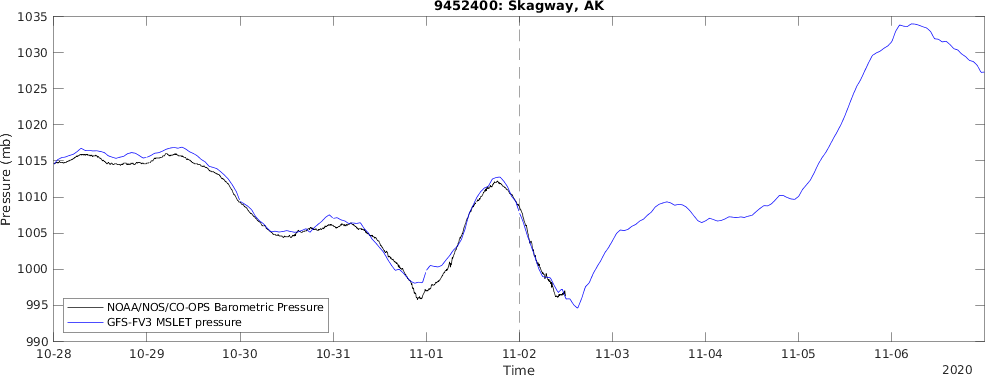 9452400: Skagway, AK
Pressure (mb)
1035
1030
1025
1020
1015
1010
1005
1000
995
990
NOAA/NOS/CO-OPS Barometric Pressure
GFS-FV3 MSLET pressure
10-28 10-29 10-30 10-31 11-01 11-02 11-03 11-04 11-05 11-06
Time
2020